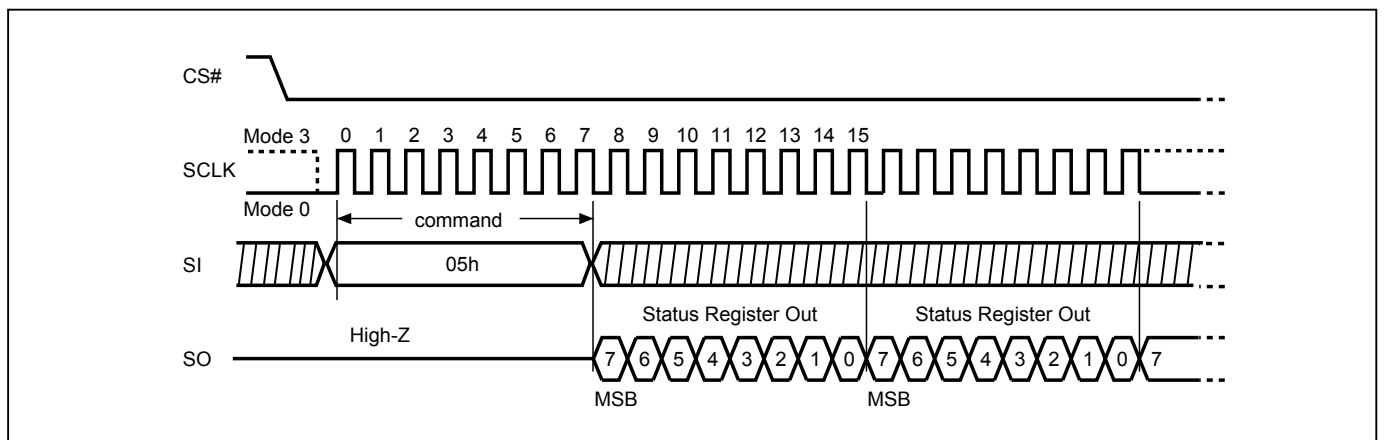 CS#
Mode 3 0 1 2 3 4 5 6 7 8 9 10 11 12 13 14 15
SCLK
Mode 0
command
SI 05h
Status Register Out Status Register Out
High-Z
SO 7 6 5 4 3 2 1 0 7 6 5 4 3 2 1 0 7
MSB MSB